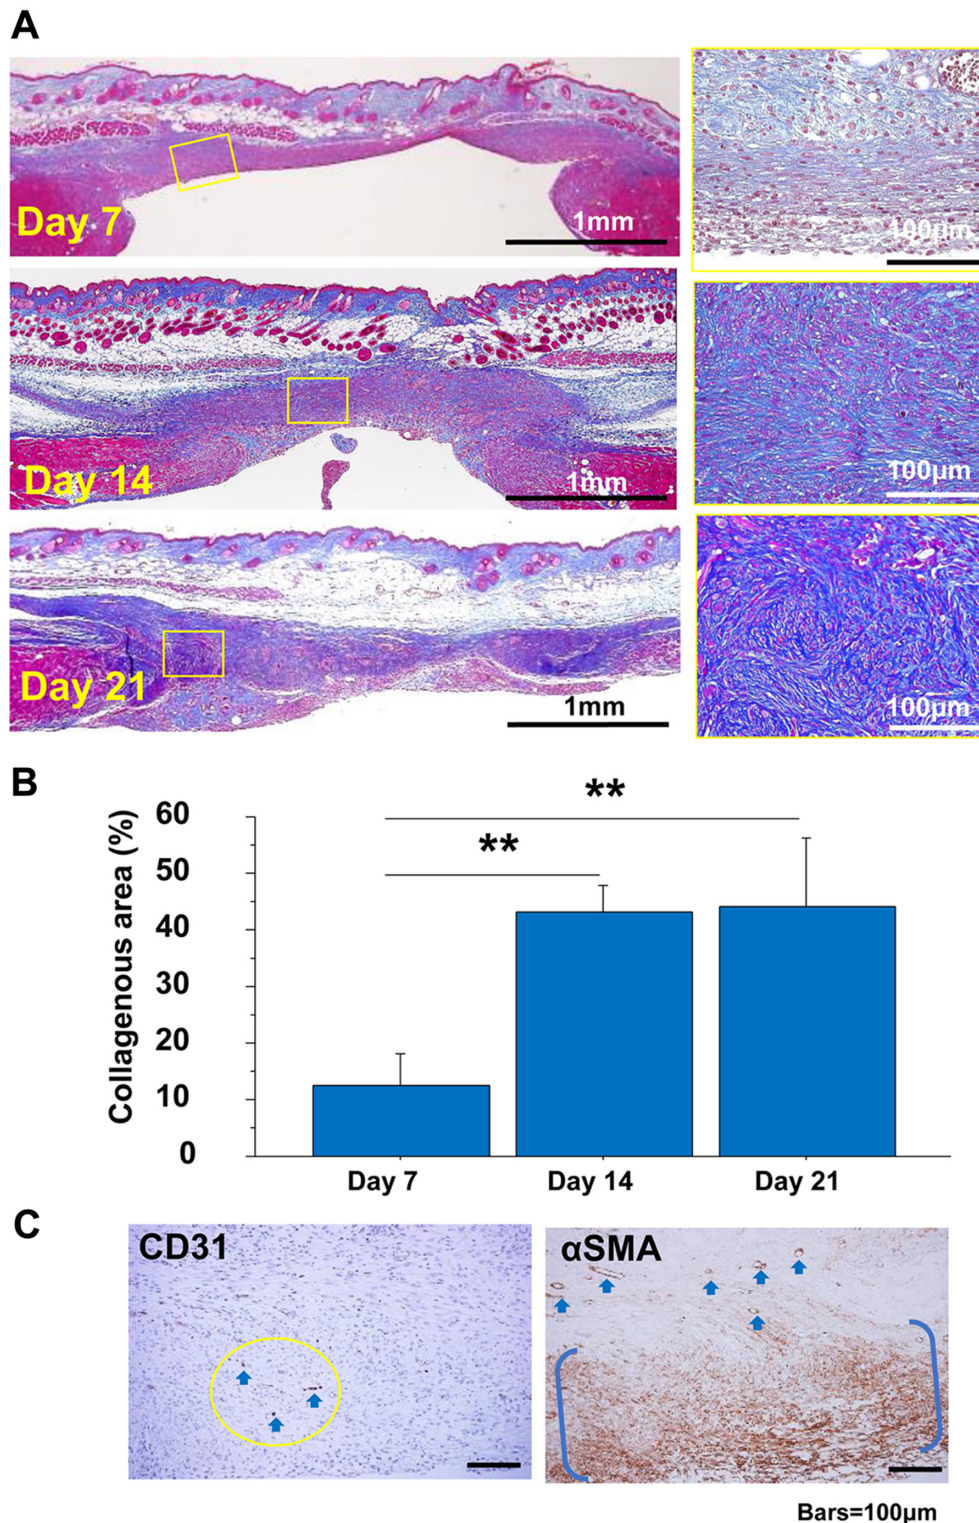 A
Day 7
1mm
100µm
Day 14
1mm
100µm
Day 21
1mm
100µm
B
Collagenous area (%)
60
50
40
30
20
10
0
**
**
Day 7
Day 14
Day 21
C
CD31
αSMA
Bars=100µm